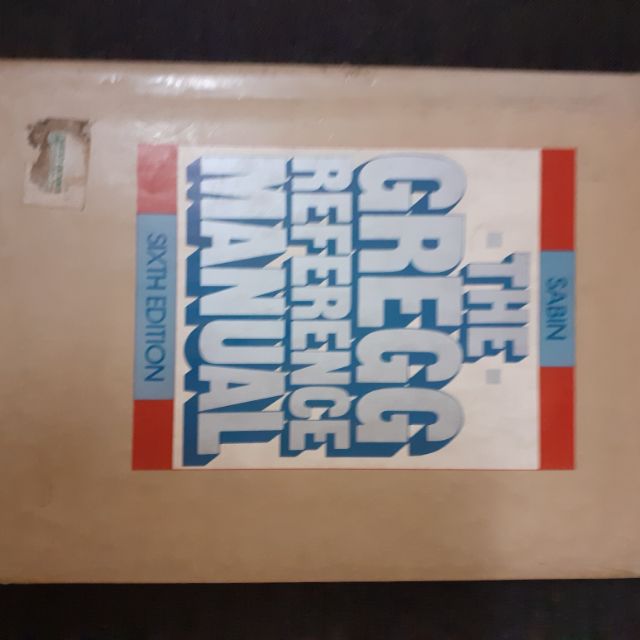 SABIN
THE
GREGG
REFERENCE
MANUAL
SIXTH EDITION